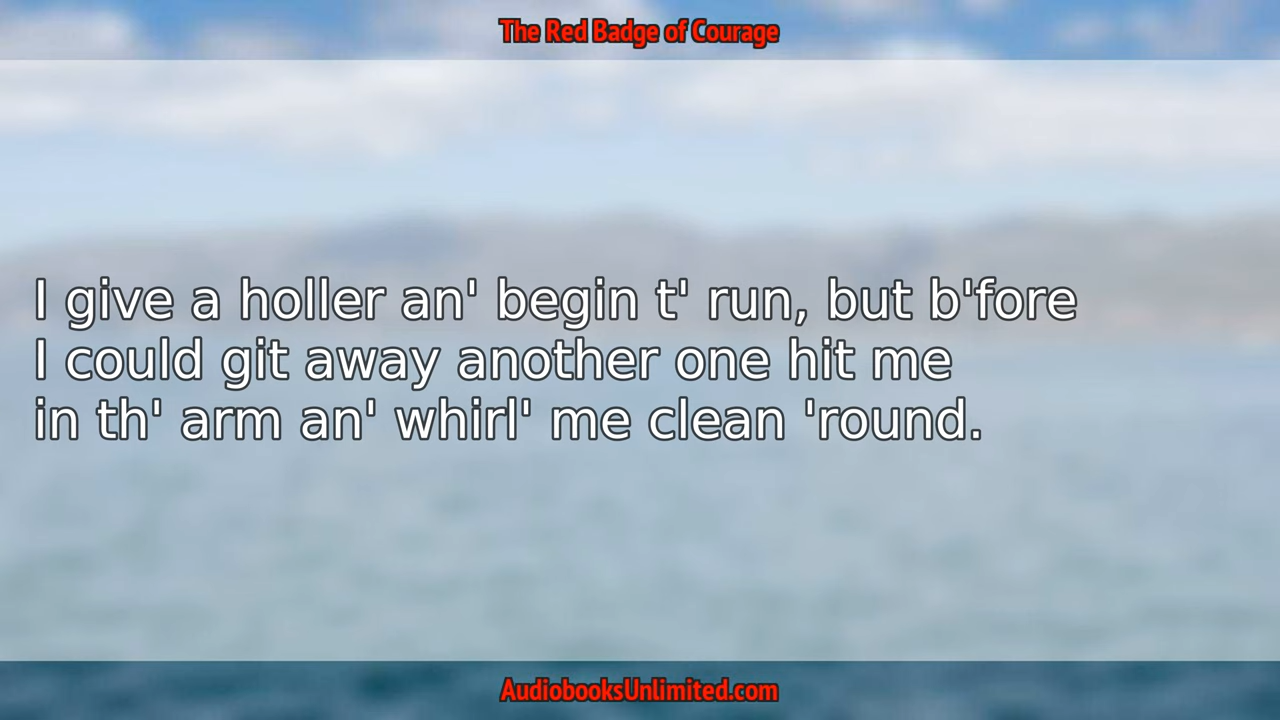 The Red Badge of Courage
I give a holler an' begin t' run, but b'fore
I could git away another one hit me
in th' arm an' whirl' me clean 'round.
AudiobooksUnlimited.com